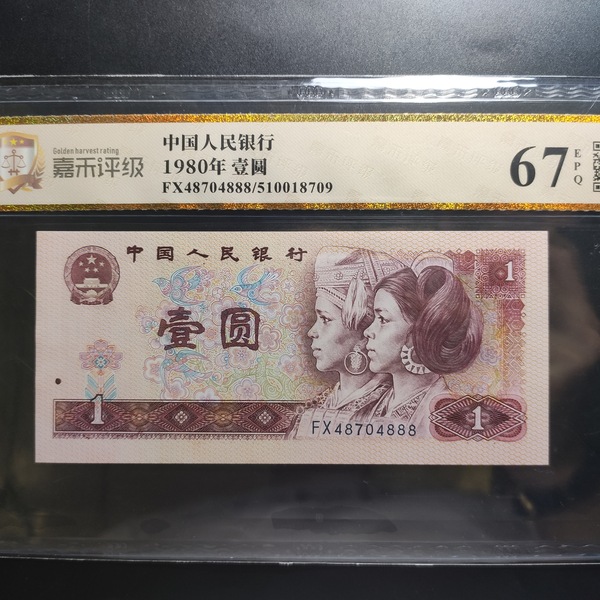 Golden harvest rating
嘉禾评级
中国人民银行
1980年 壹圆
FX48704888/510018709
67
EPQ
中国人民银行
1
壹圆
1
1
FX48704888